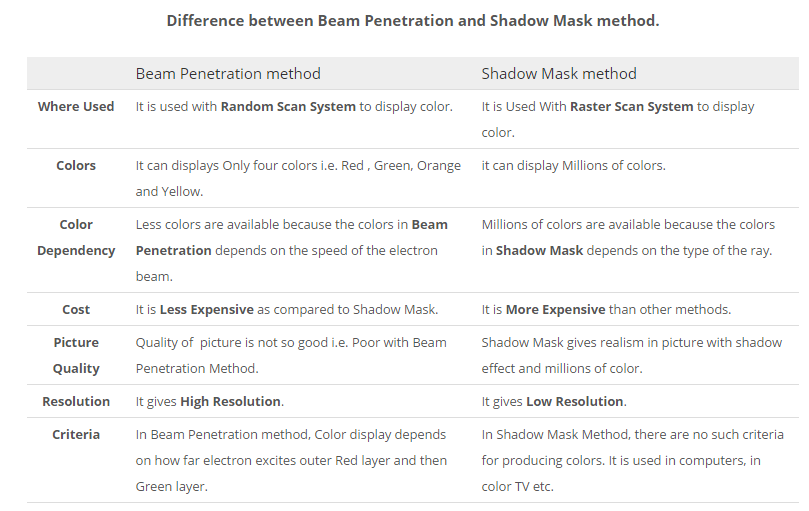 Difference between Beam Penetration and Shadow Mask method.
Beam Penetration method
Shadow Mask method
Where Used
It is used with Random Scan System to display color.
It is Used With Raster Scan System to display
color.
Colors
It can displays Only four colors i.e. Red , Green, Orange
and Yellow.
it can display Millions of colors.
Color
Dependency
Less colors are available because the colors in Beam
Penetration depends on the speed of the electron
beam.
Millions of colors are available because the colors
in Shadow Mask depends on the type of the ray.
Cost
It is Less Expensive as compared to Shadow Mask.
It is More Expensive than other methods.
Picture
Quality
Quality of picture is not so good i.e. Poor with Beam
Penetration Method.
Shadow Mask gives realism in picture with shadow
effect and millions of color.
Resolution
It gives High Resolution.
It gives Low Resolution.
Criteria
In Beam Penetration method, Color display depends
on how far electron excites outer Red layer and then
Green layer.
In Shadow Mask Method, there are no such criteria
for producing colors. It is used in computers, in
color TV etc.